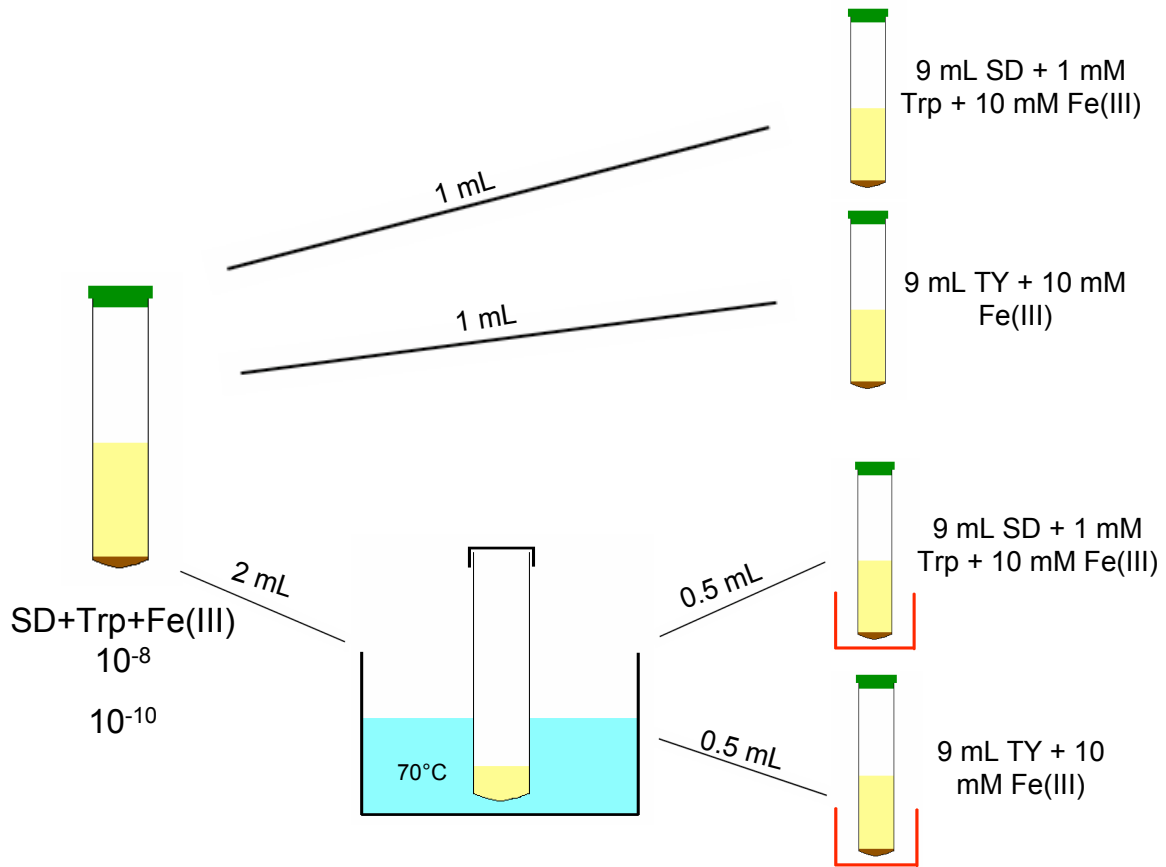 9 mL SD + 1 mM
Trp + 10 mM Fe(III)
1 mL
9 mL TY + 10 mM
Fe(III)
1 mL
9 mL SD + 1 mM
Trp + 10 mM Fe(III)
2 mL
0.5 mL
SD+Trp+Fe(III)
10⁻⁸
10⁻¹⁰
70°C
0.5 mL
9 mL TY + 10
mM Fe(III)